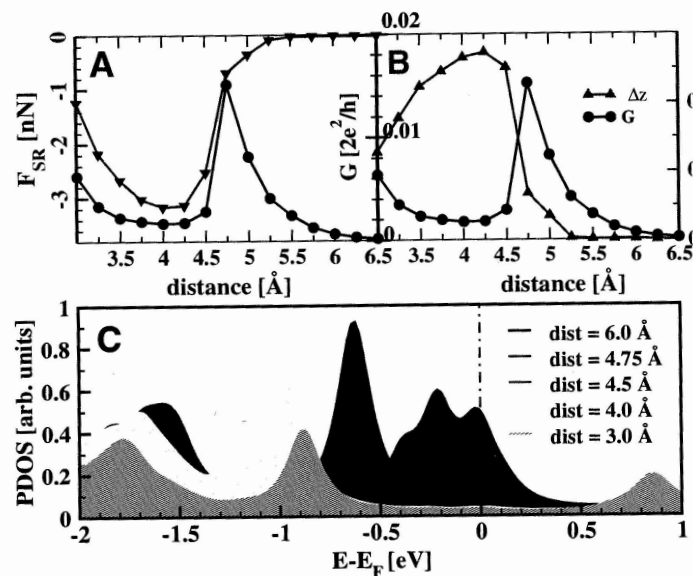 0.02
0
A
-1
F_SR [nN]
-2
-3
3.5 4 4.5 5 5.5 6 6.5
distance [Å]
B
Δz
G
G [2e²/h]
0.01
0
3.5 4 4.5 5 5.5 6 6.5
distance [Å]
0
0
0
C
PDOS [arb. units]
1
0.8
0.6
0.4
0.2
0
dist = 6.0 Å
dist = 4.75 Å
dist = 4.5 Å
dist = 4.0 Å
dist = 3.0 Å
-2 -1.5 -1 -0.5 0 0.5 1
E-E_F [eV]